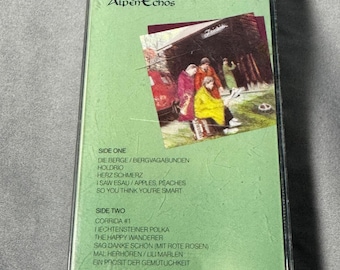 AlpenEchos
SIDE ONE
DIE BERGE / BERGVAGABUNDEN
HOLDRIO
HERZ SCHMERZ
I SAW ESAU / APPLES, PEACHES
SO YOU THINK YOU'RE SMART
SIDE TWO
CORRIDA #1
LIECHTENSTEINER POLKA
THE HAPPY WANDERER
SAG DANKE SCHÖN (MIT ROTE ROSEN)
MAL HERHÖREN / LILI MARLEN
EIN PROSIT DER GEMÜTLICHKEIT